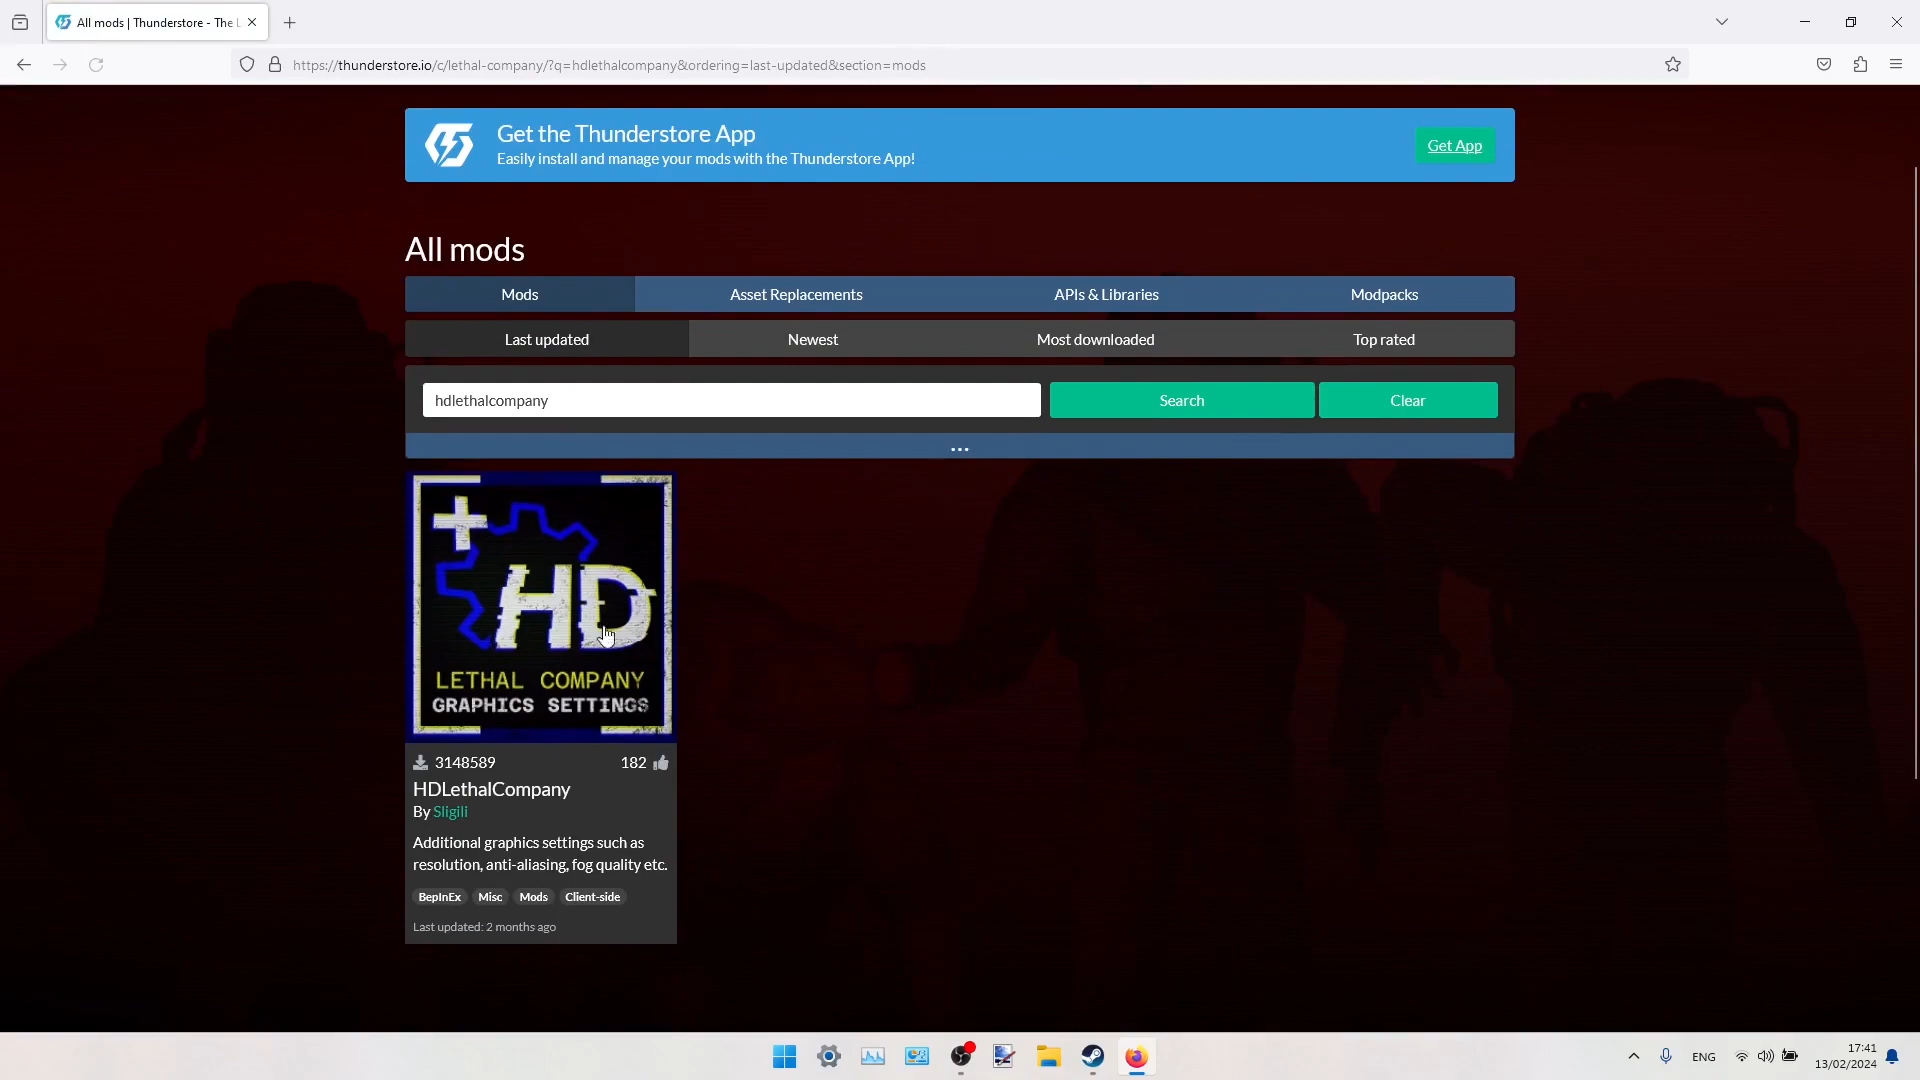 All mods | Thunderstore - The L
https://thunderstore.io/c/lethal-company/?q=hdlethalcompany&ordering=last-updated&section=mods
Get the Thunderstore App
Easily install and manage your mods with the Thunderstore App!
Get App
All mods
Mods
Asset Replacements
APIs & Libraries
Modpacks
Last updated
Newest
Most downloaded
Top rated
hdlethalcompany
Search
Clear
...
+
HD
LETHAL COMPANY
GRAPHICS SETTINGS
3148589
182
HDLethalCompany
By Sligili
Additional graphics settings such as
resolution, anti-aliasing, fog quality etc.
BepInEx
Misc
Mods
Client-side
Last updated: 2 months ago
ENG
17:41
13/02/2024